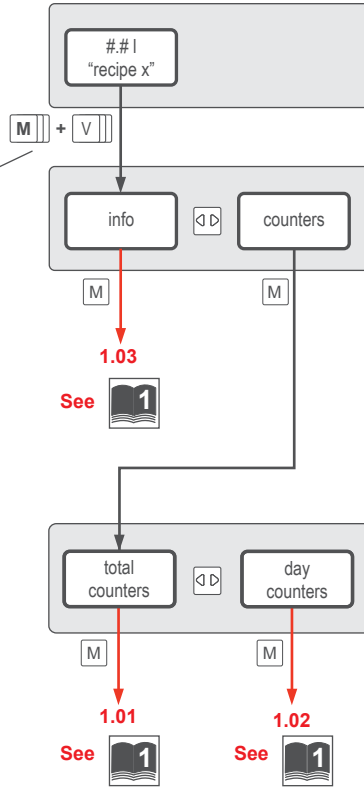 #.# l
“recipe x”
M + V
info counters
M M
1.03
See 1
total
counters
day
counters
M M
1.01 1.02
See 1 See 1